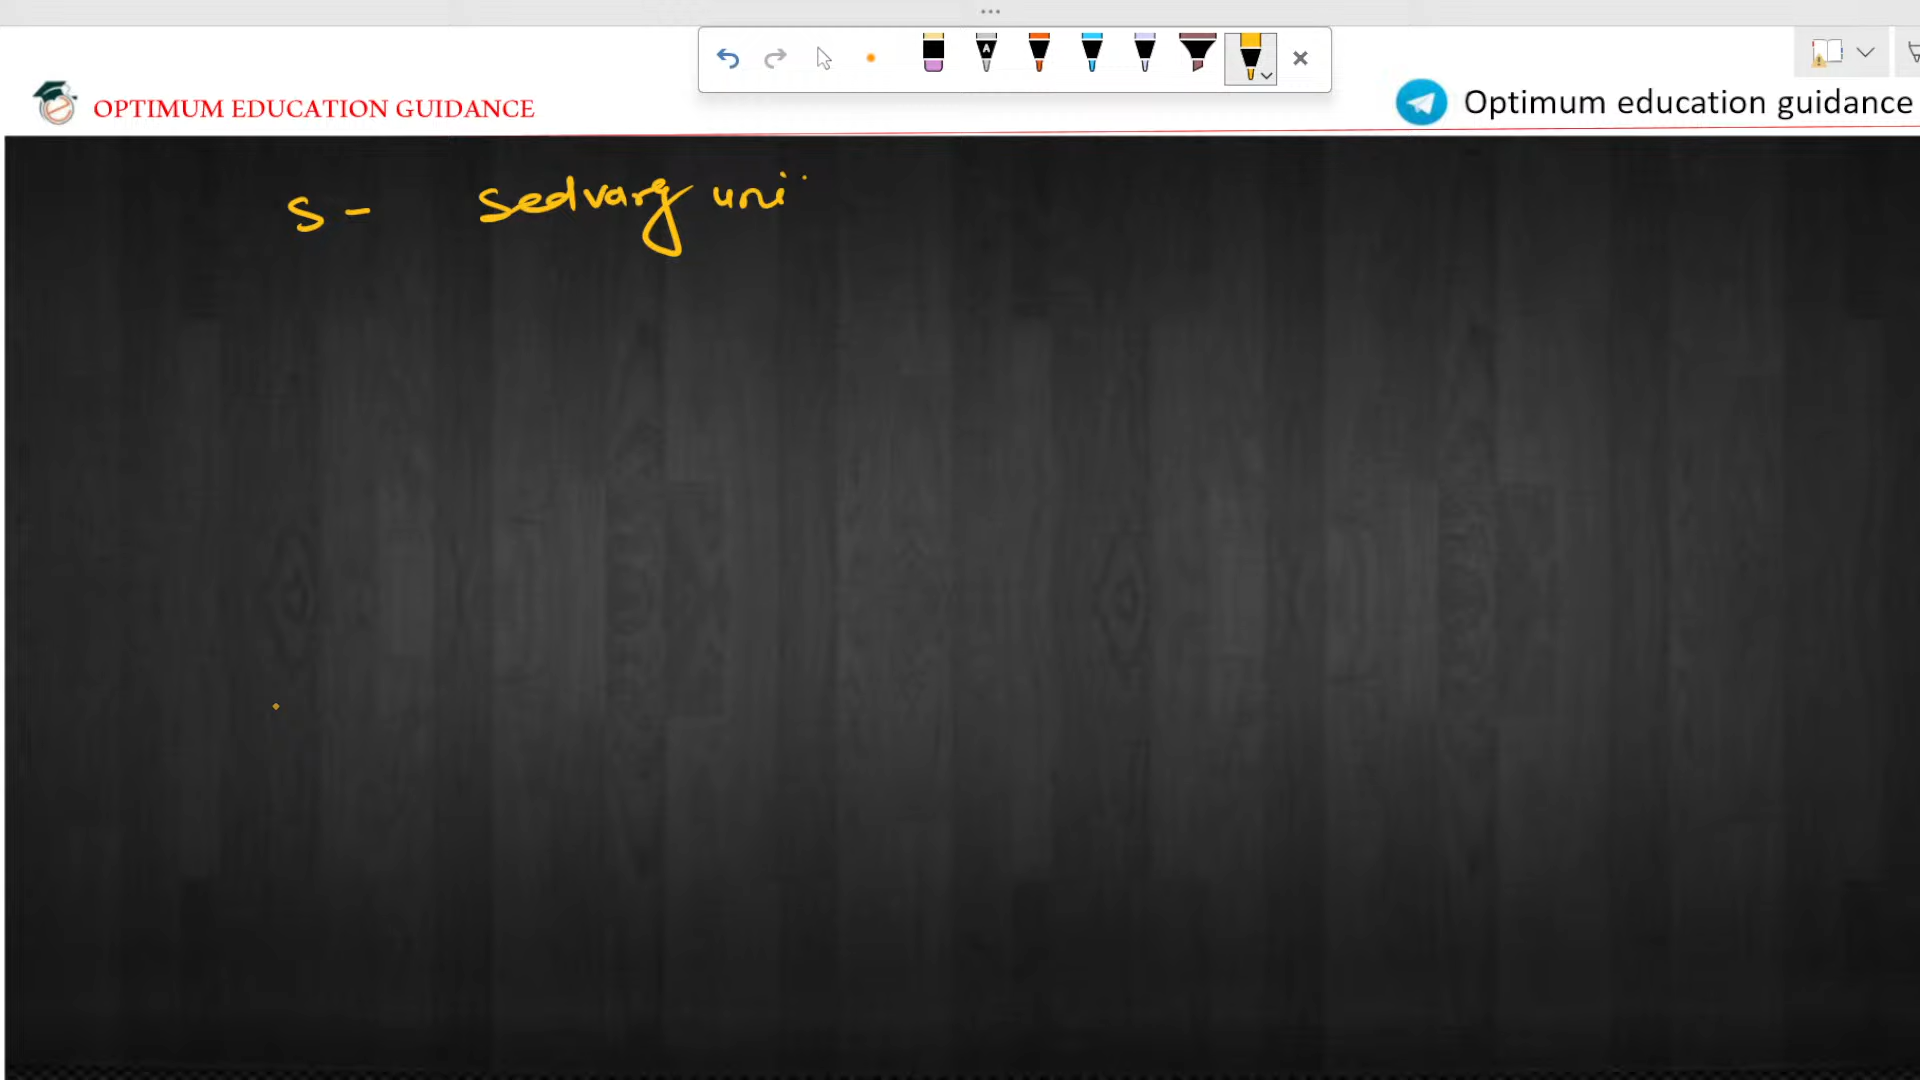 OPTIMUM EDUCATION GUIDANCE
Optimum education guidance
S - Sedvarg uni